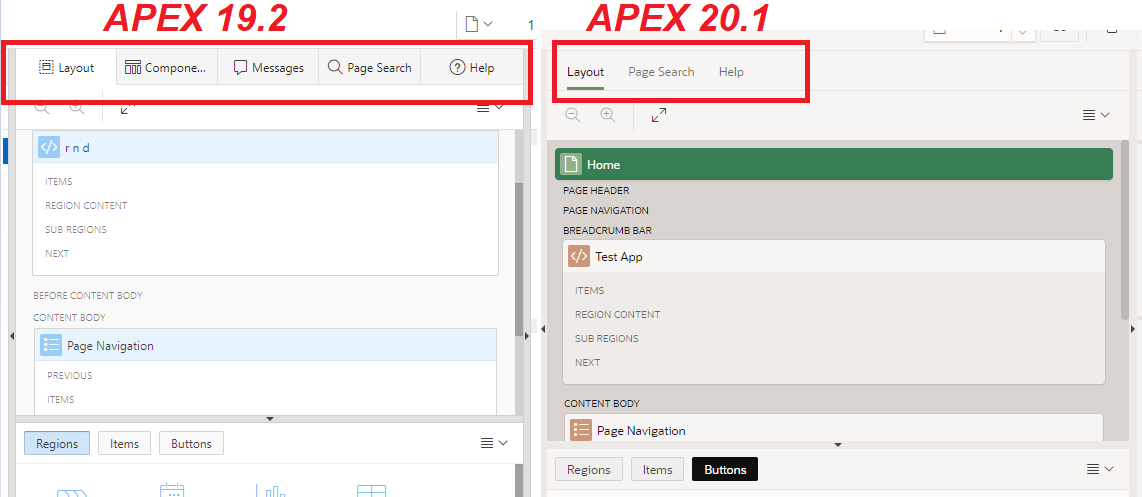 APEX 19.2
APEX 20.1
1
Layout
Compone...
Messages
Page Search
Help
Layout
Page Search
Help
r n d
ITEMS
REGION CONTENT
SUB REGIONS
NEXT
BEFORE CONTENT BODY
CONTENT BODY
Page Navigation
PREVIOUS
ITEMS
Regions
Items
Buttons
Home
PAGE HEADER
PAGE NAVIGATION
BREADCRUMB BAR
Test App
ITEMS
REGION CONTENT
SUB REGIONS
NEXT
CONTENT BODY
Page Navigation
Regions
Items
Buttons